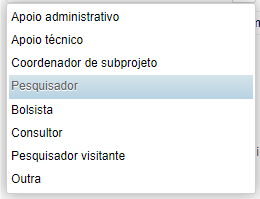 Apoio administrativo
Apoio técnico
Coordenador de subprojeto
Pesquisador
Bolsista
Consultor
Pesquisador visitante
Outra